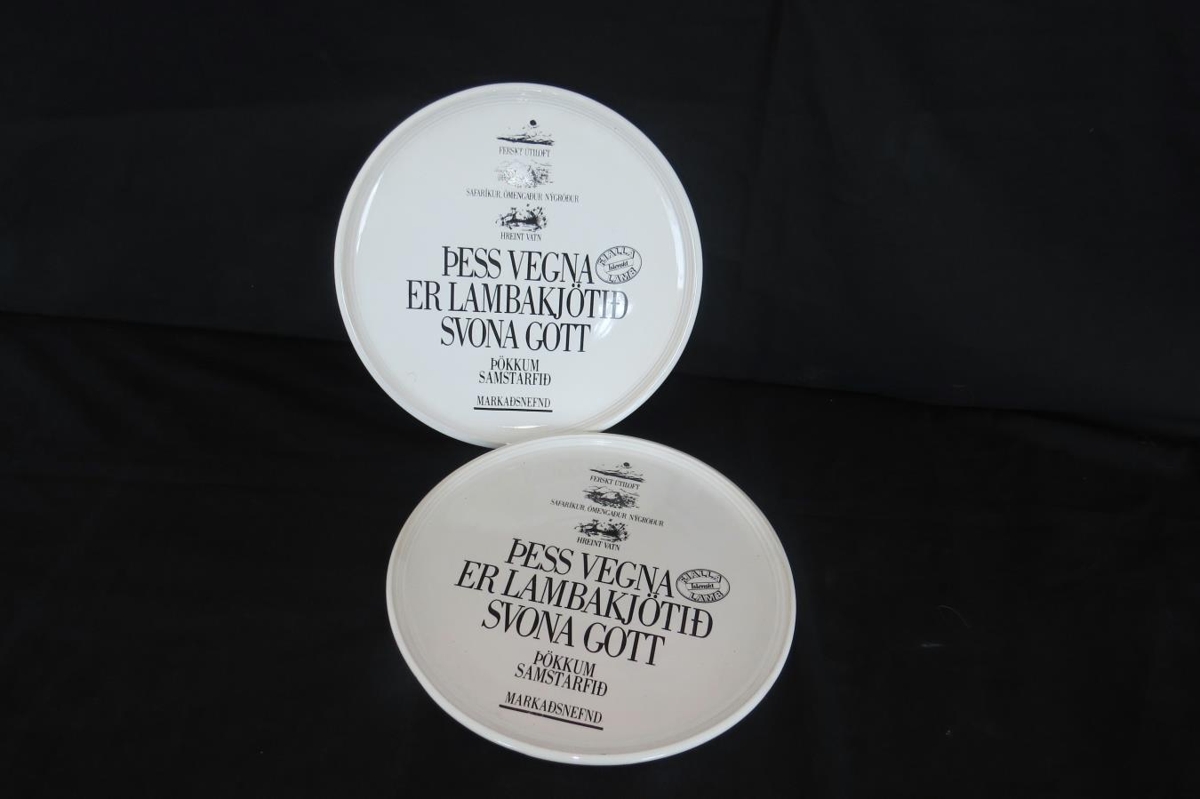 FERSKT ÚTILOFT
SAFARÍKUR, ÓMENGAÐUR NÝGRÓÐUR
HREINT VATN
ÞESS VEGNA
ER LAMBAKJÖTIÐ
SVONA GOTT
FJALLA
Íslenskt
LAMB
ÞÖKKUM
SAMSTARFIÐ
MARKAÐSNEFND
FERSKT ÚTILOFT
SAFARÍKUR, ÓMENGAÐUR NÝGRÓÐUR
HREINT VATN
ÞESS VEGNA
ER LAMBAKJÖTIÐ
SVONA GOTT
FJALLA
Íslenskt
LAMB
ÞÖKKUM
SAMSTARFIÐ
MARKAÐSNEFND